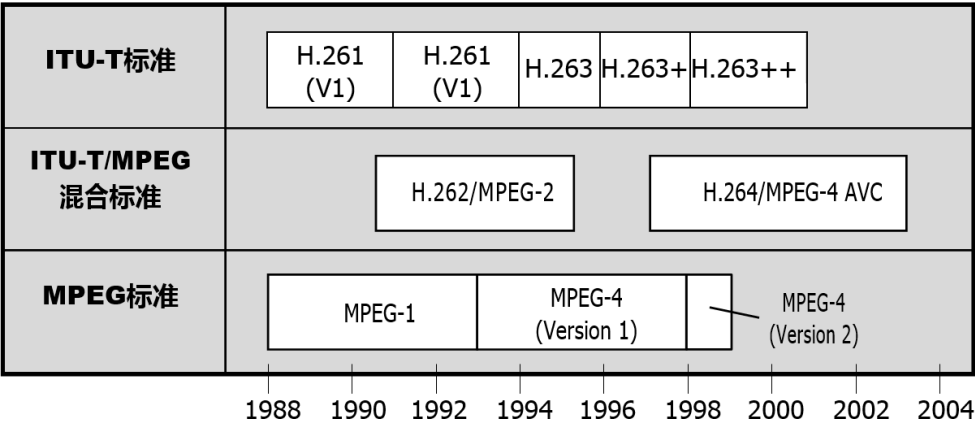 ITU-T标准
H.261
(V1)
H.261
(V1)
H.263
H.263+
H.263++
ITU-T/MPEG
混合标准
H.262/MPEG-2
H.264/MPEG-4 AVC
MPEG标准
MPEG-1
MPEG-4
(Version 1)
MPEG-4
(Version 2)
1988 1990 1992 1994 1996 1998 2000 2002 2004